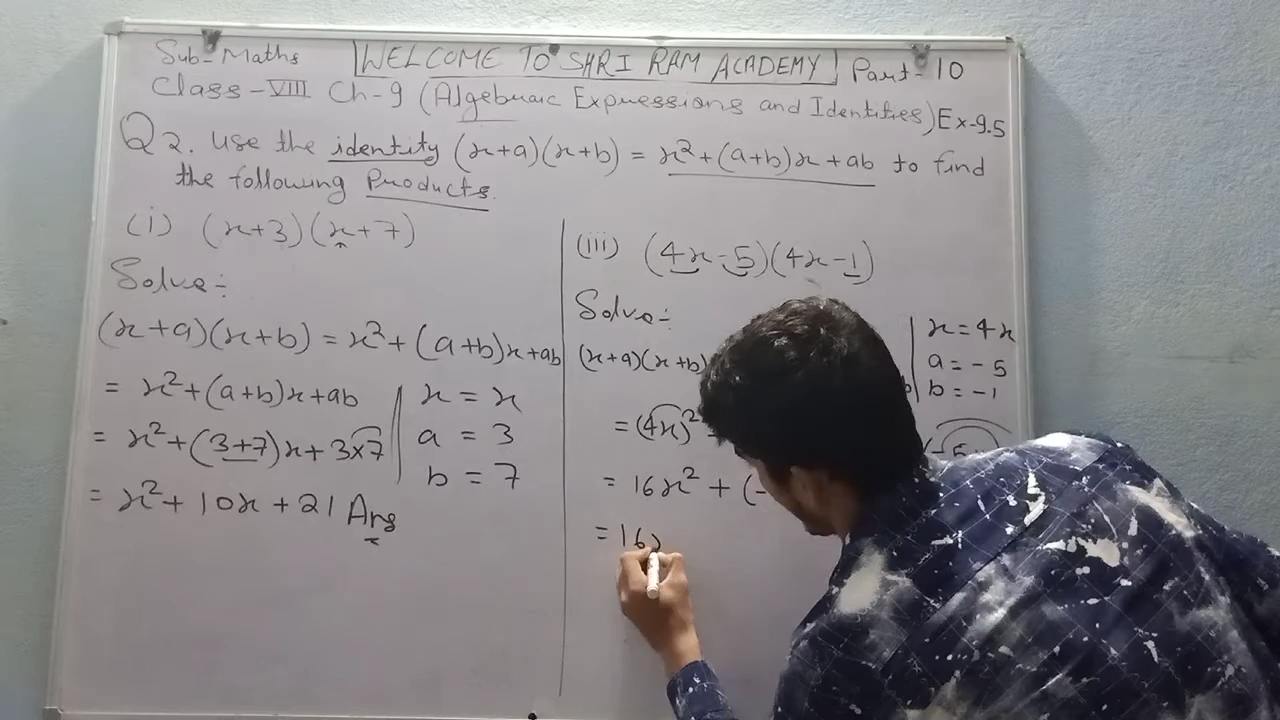 Sub-Maths WELCOME TO SHRI RAM ACADEMY Part-10
Class-VIII Ch-9 (Algebraic Expressions and Identities) Ex-9.5
Q2. Use the identity (x+a)(x+b) = x²+(a+b)x+ab to find
the following Products.
(i) (x+3)(x+7)
Solve:-
(x+a)(x+b) = x²+(a+b)x+ab
= x²+(a+b)x+ab
= x²+(3+7)x+3×7
= x²+10x+21 Ans
x = x
a = 3
b = 7
(iii) (4x-5)(4x-1)
Solve:-
(x+a)(x+b)
= (4x)²
= 16x² + (-
= 16x
x = 4x
a = -5
b = -1